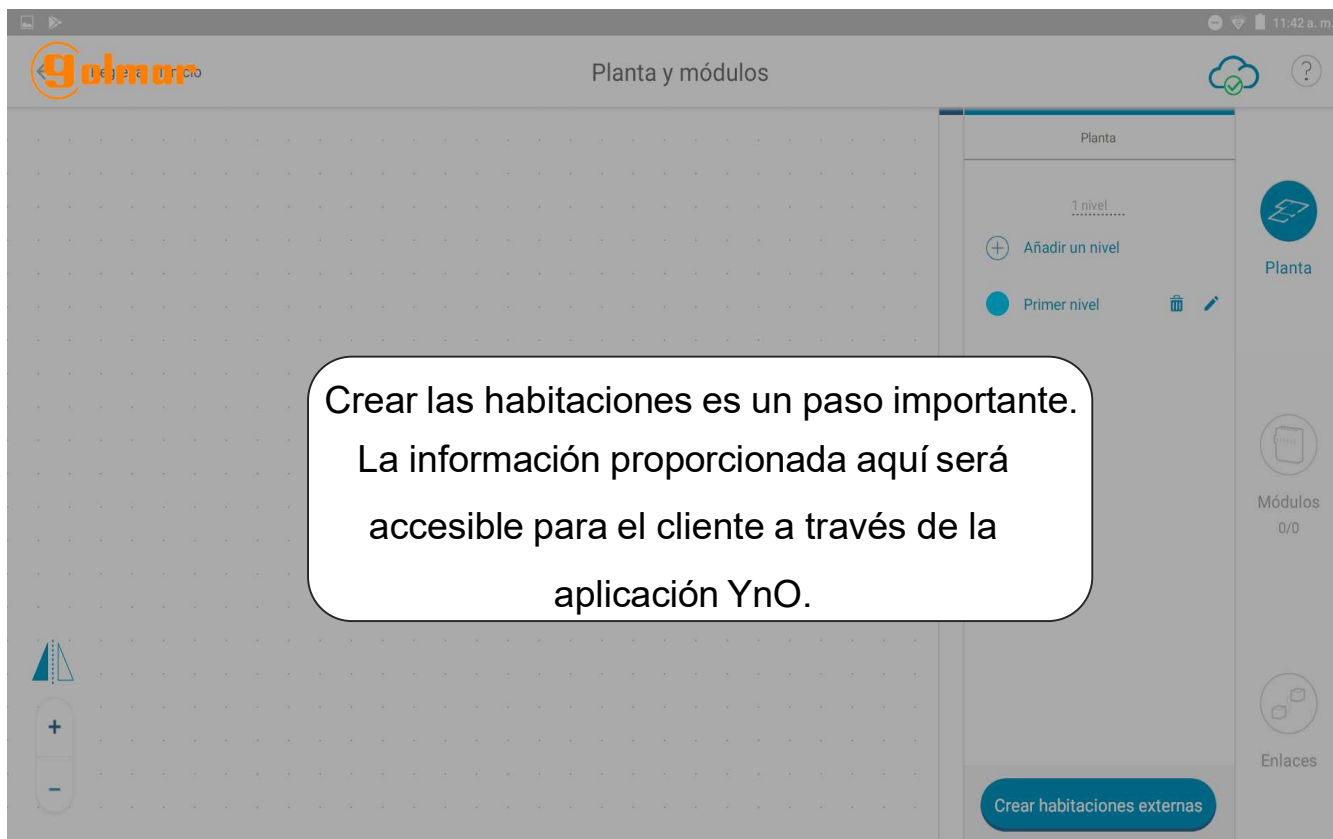 11:42 a. m.
golmar
Planta y módulos
?
Planta
1 nivel
Añadir un nivel
Primer nivel
Planta
Crear las habitaciones es un paso importante.
La información proporcionada aquí será
accesible para el cliente a través de la
aplicación YnO.
Módulos
0/0
+
−
Enlaces
Crear habitaciones externas